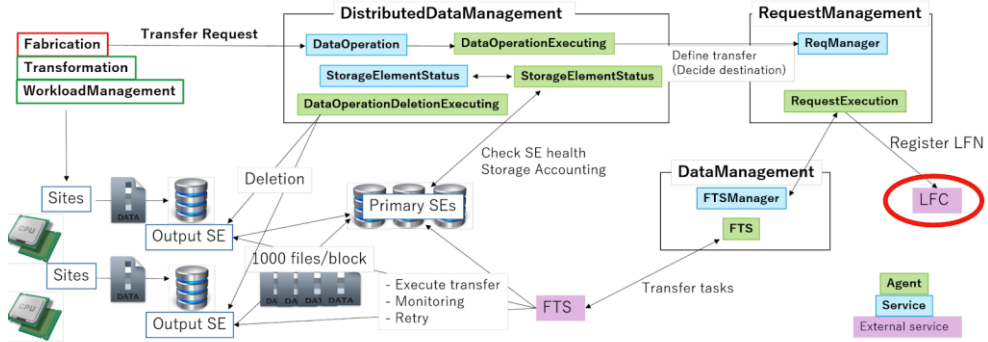 DistributedDataManagement
RequestManagement
Fabrication
Transformation
WorkloadManagement
Transfer Request
DataOperation
DataOperationExecuting
StorageElementStatus
StorageElementStatus
DataOperationDeletionExecuting
Define transfer
(Decide destination)
ReqManager
RequestExecution
Register LFN
Check SE health
Storage Accounting
DataManagement
FTSManager
FTS
LFC
Deletion
Sites
DATA
Output SE
Primary SEs
CPU
Sites
DATA
Output SE
CPU
1000 files/block
DA DA DAT DATA
- Execute transfer
- Monitoring
- Retry
FTS
Transfer tasks
Agent
Service
External service